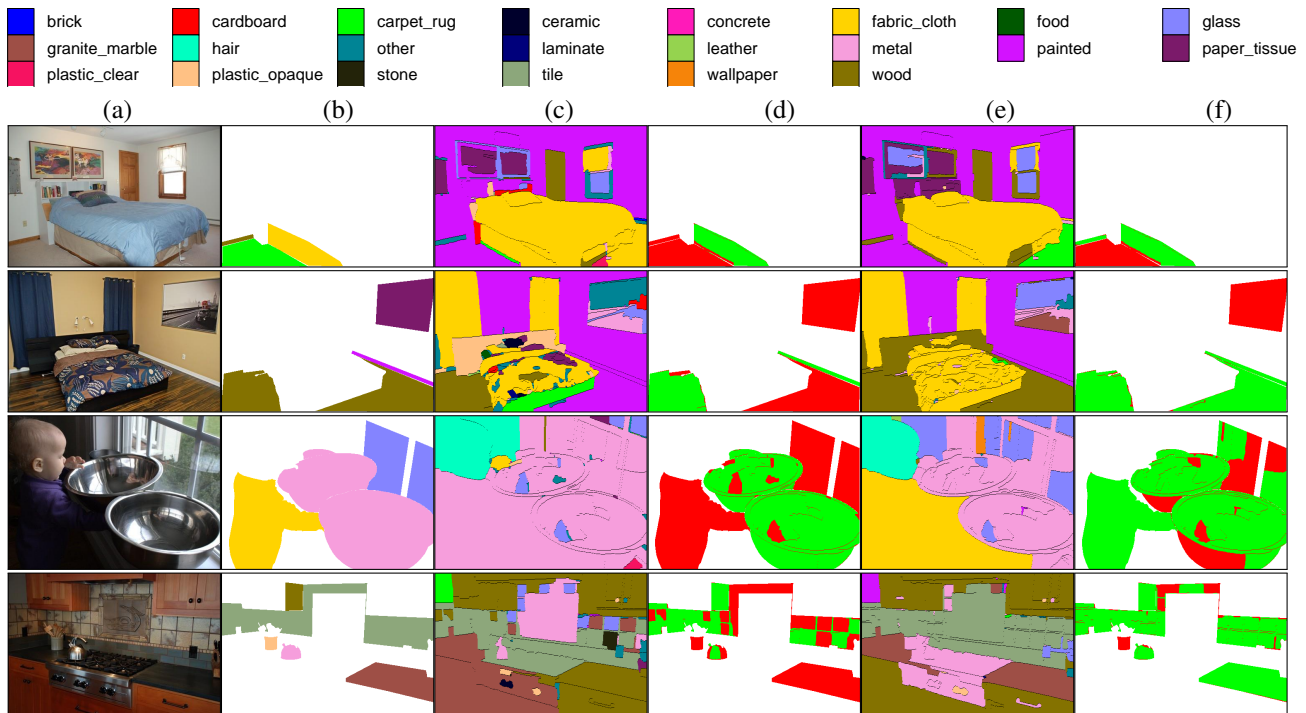 brick cardboard carpet_rug ceramic concrete fabric_cloth food glass
granite_marble hair other laminate leather metal painted paper_tissue
plastic_clear plastic_opaque stone tile wallpaper wood
(a) (b) (c) (d) (e) (f)